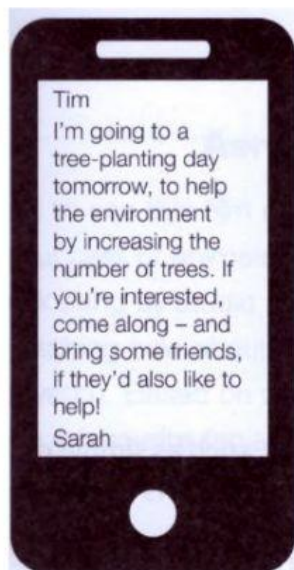 Tim
I'm going to a
tree-planting day
tomorrow, to help
the environment
by increasing the
number of trees. If
you're interested,
come along – and
bring some friends,
if they'd also like to
help!
Sarah